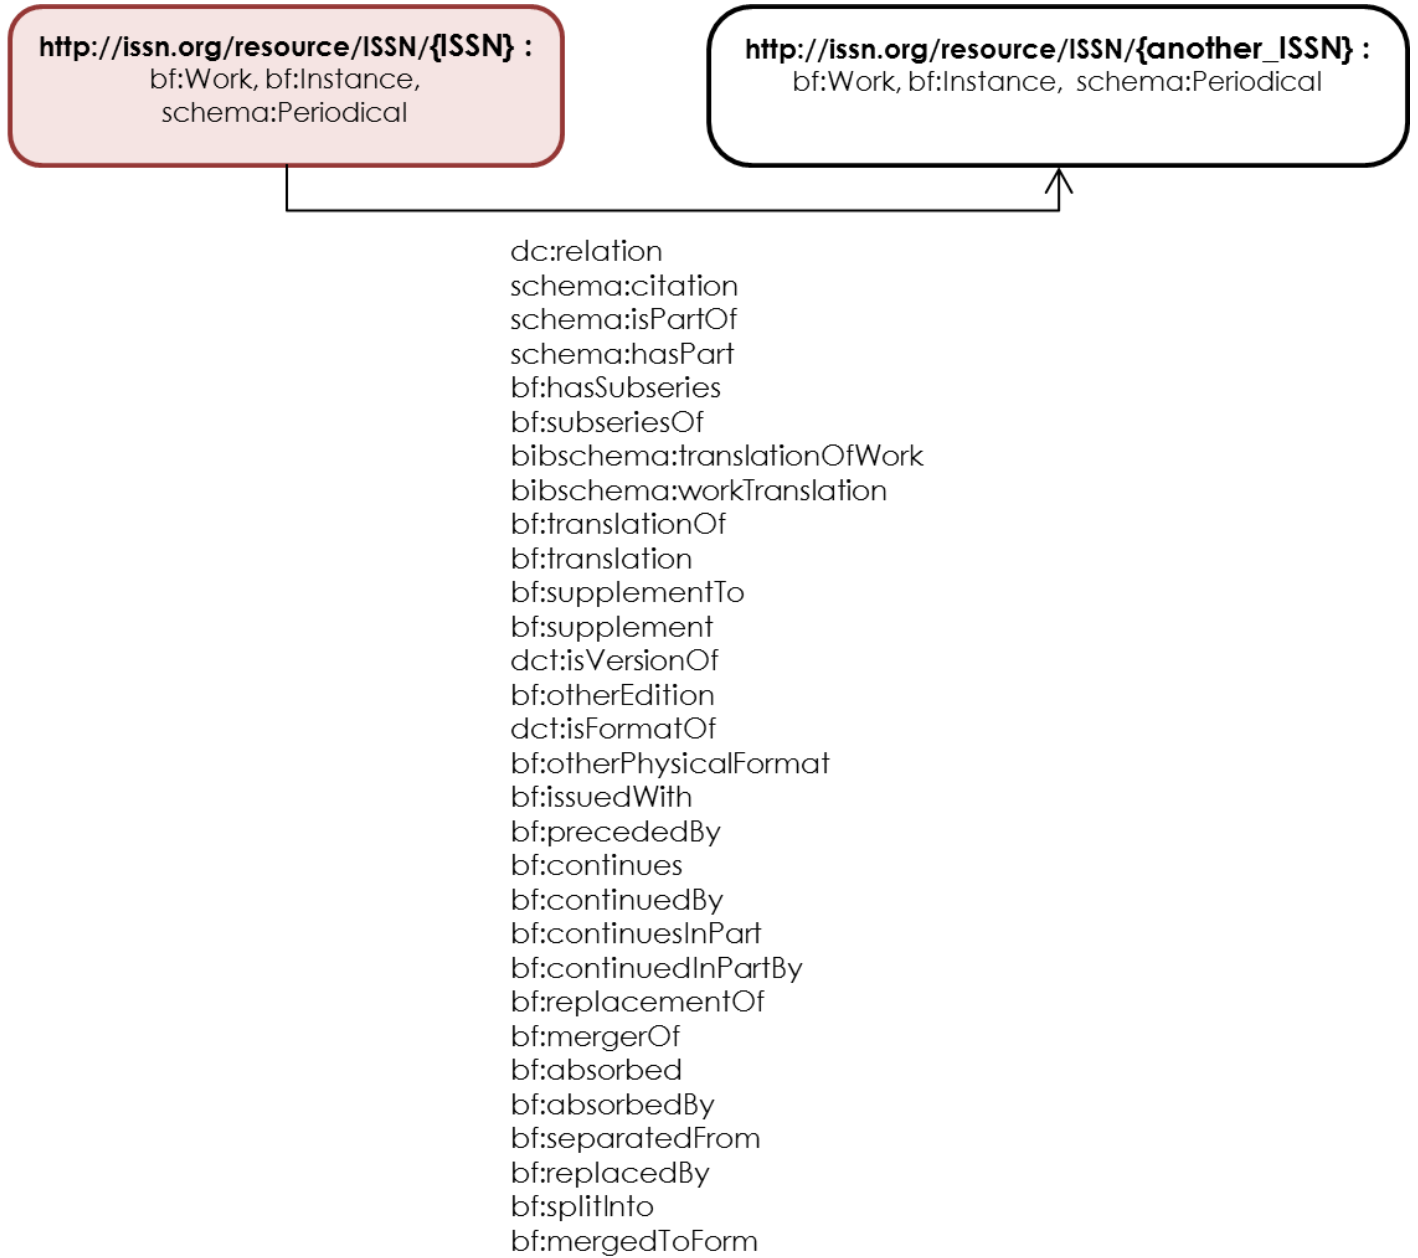 http://issn.org/resource/ISSN/{ISSN} :
bf:Work, bf:Instance,
schema:Periodical
http://issn.org/resource/ISSN/{another_ISSN} :
bf:Work, bf:Instance, schema:Periodical
dc:relation
schema:citation
schema:isPartOf
schema:hasPart
bf:hasSubseries
bf:subseriesOf
bibschema:translationOfWork
bibschema:workTranslation
bf:translationOf
bf:translation
bf:supplementTo
bf:supplement
dct:isVersionOf
bf:otherEdition
dct:isFormatOf
bf:otherPhysicalFormat
bf:issuedWith
bf:precededBy
bf:continues
bf:continuedBy
bf:continuesInPart
bf:continuedInPartBy
bf:replacementOf
bf:mergerOf
bf:absorbed
bf:absorbedBy
bf:separatedFrom
bf:replacedBy
bf:splitInto
bf:mergedToForm